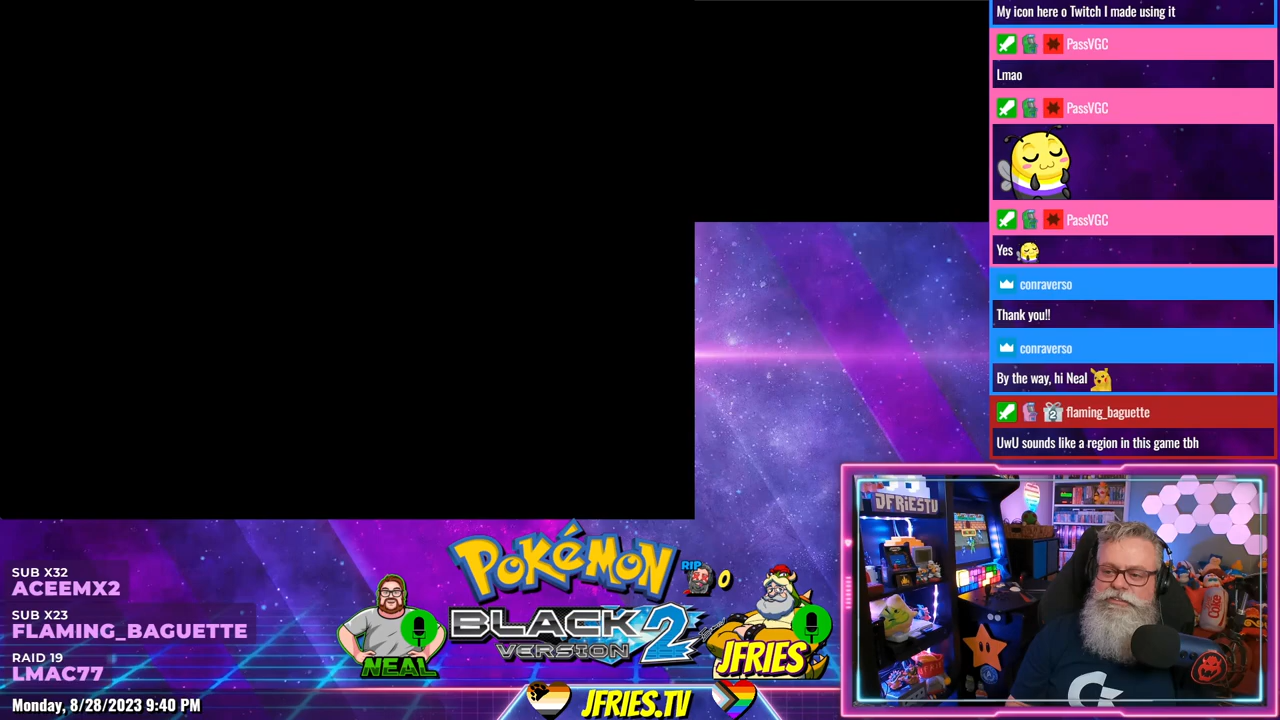 My icon here o Twitch I made using it
PassVGC
Lmao
PassVGC
PassVGC
Yes
conraverso
Thank you!!
conraverso
By the way, hi Neal
2 flaming_baguette
UwU sounds like a region in this game tbh
JFRIESTV
SUB X32
ACEEMX2
SUB X23
FLAMING_BAGUETTE
RAID 19
LMAC77
Monday, 8/28/2023 9:40 PM
POKéMON
BLACK 2
VERSION
RIP 0
NEAL
JFRIES
JFRIES.TV